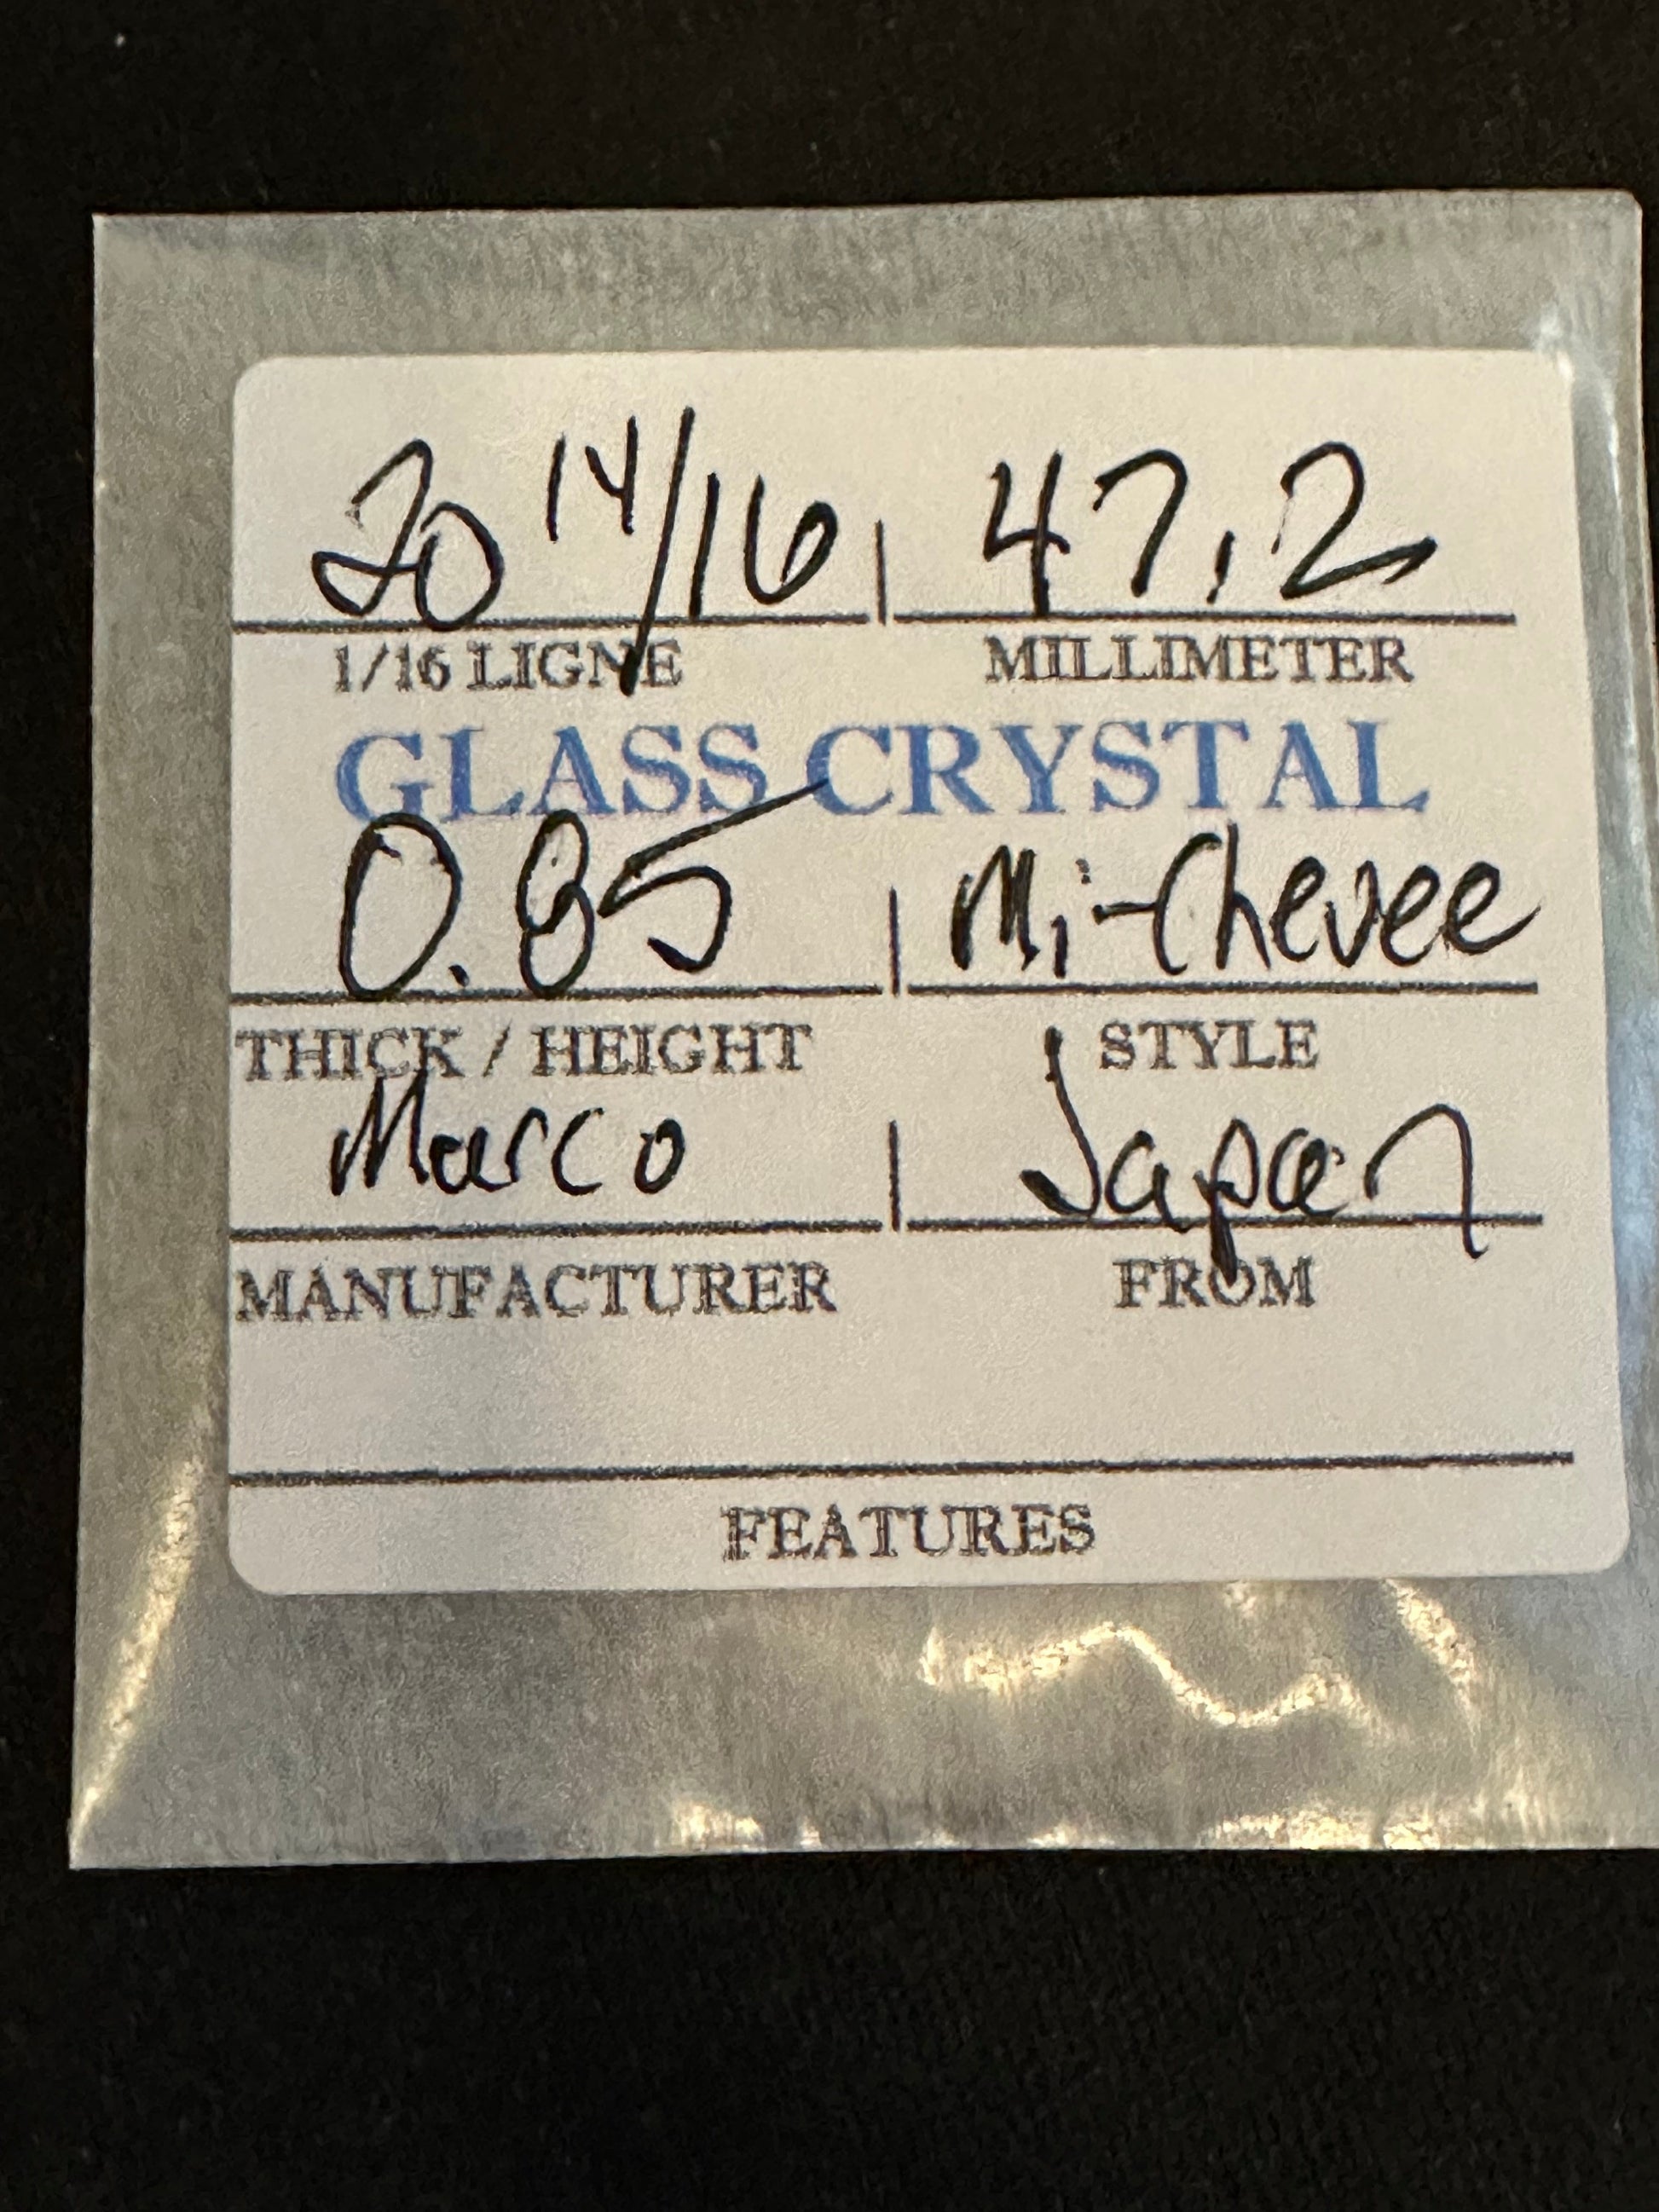 20 14/16 | 47.2
1/16 LIGNE MILLIMETER
GLASS CRYSTAL
0.85 | Mi-Chevee
THICK / HEIGHT STYLE
Marco | Japan
MANUFACTURER FROM
FEATURES